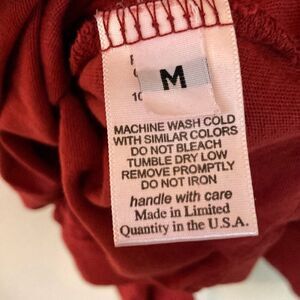 M
10
MACHINE WASH COLD
WITH SIMILAR COLORS
DO NOT BLEACH
TUMBLE DRY LOW
REMOVE PROMPTLY
DO NOT IRON
handle with care
Made in Limited
Quantity in the U.S.A.